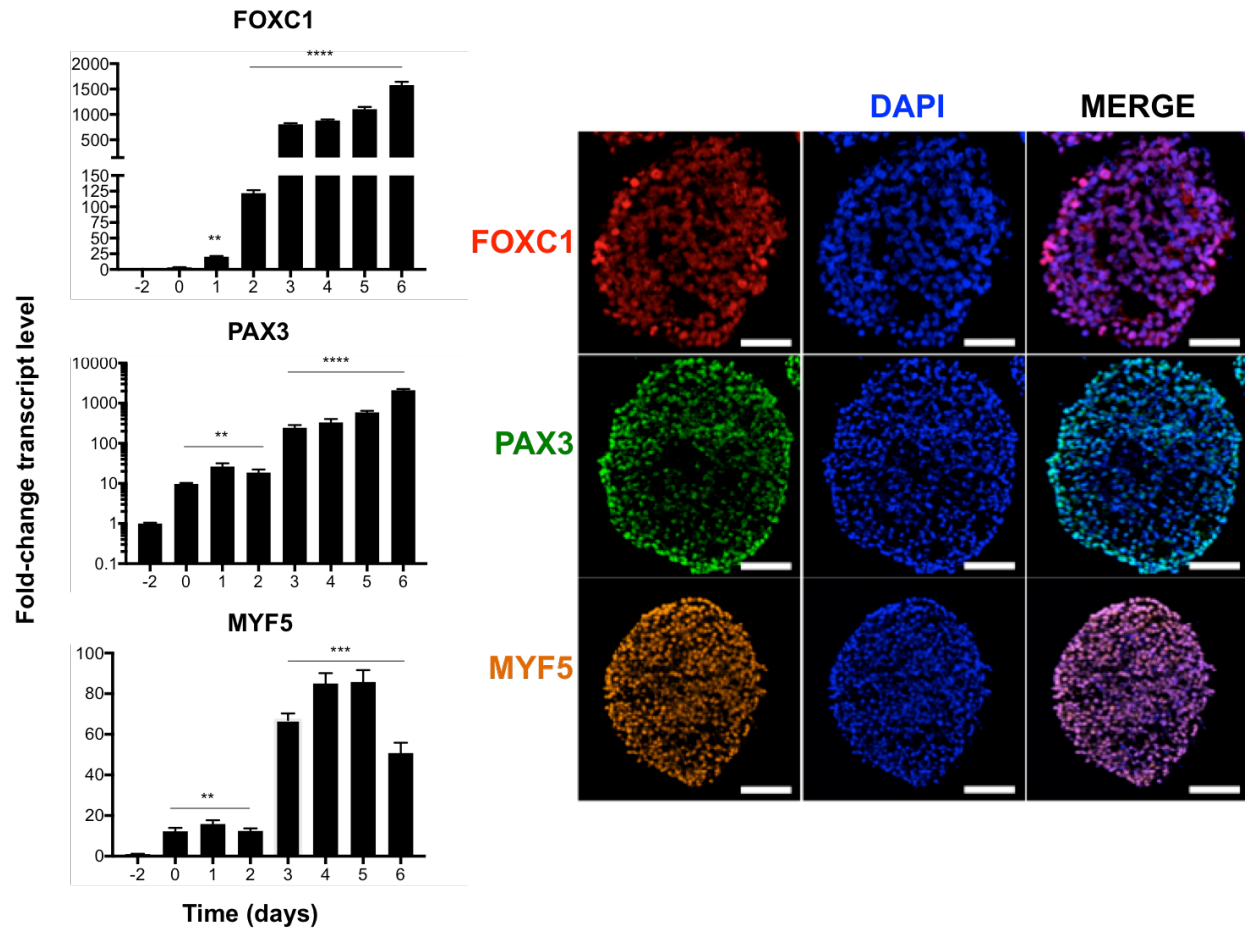 FOXC1
****
2000
1500
1000
500
150
125
100
75
50
25
0
**
-2 0 1 2 3 4 5 6
PAX3
****
10000
1000
100
10
1
0.1
**
-2 0 1 2 3 4 5 6
MYF5
***
100
80
60
40
20
0
**
-2 0 1 2 3 4 5 6
Fold-change transcript level
Time (days)
DAPI MERGE
FOXC1
PAX3
MYF5